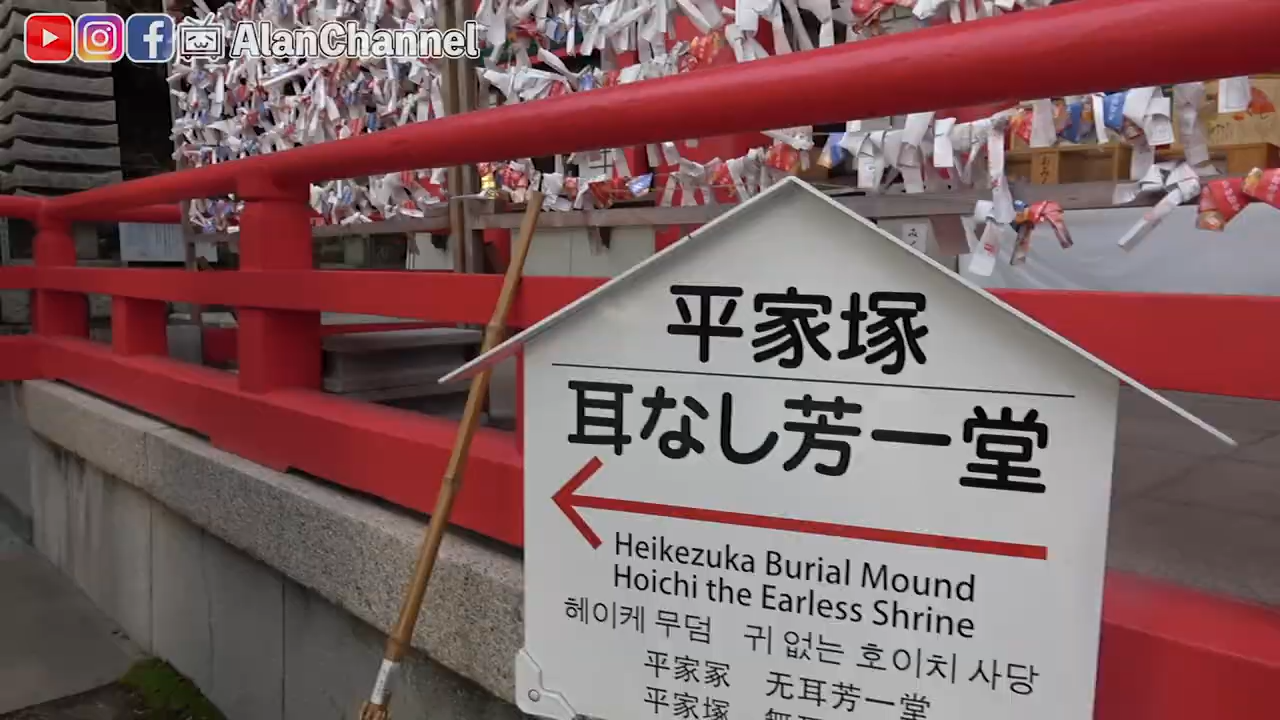 AlanChannel
平家塚
耳なし芳一堂
Heikezuka Burial Mound
Hoichi the Earless Shrine
헤이케 무덤 귀 없는 호이치 사당
平家冢 无耳芳一堂
平家塚